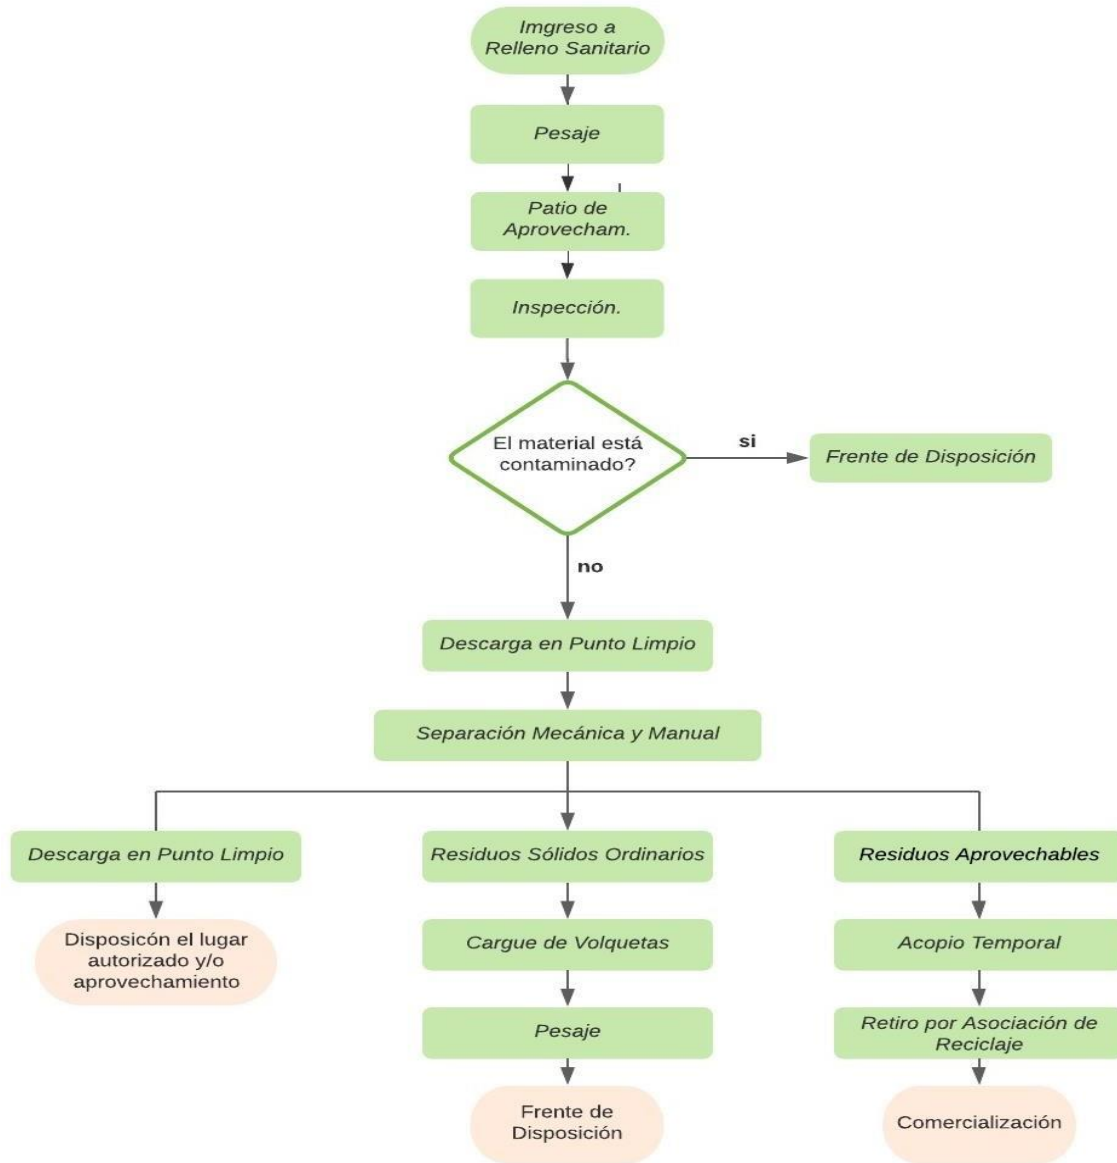 Imgreso a
Relleno Sanitario
Pesaje
Patio de
Aprovecham.
Inspección.
El material está
contaminado?
si
Frente de Disposición
no
Descarga en Punto Limpio
Separación Mecánica y Manual
Descarga en Punto Limpio
Residuos Sólidos Ordinarios
Residuos Aprovechables
Disposicón el lugar
autorizado y/o
aprovechamiento
Cargue de Volquetas
Acopio Temporal
Pesaje
Retiro por Asociación de
Reciclaje
Frente de
Disposición
Comercialización